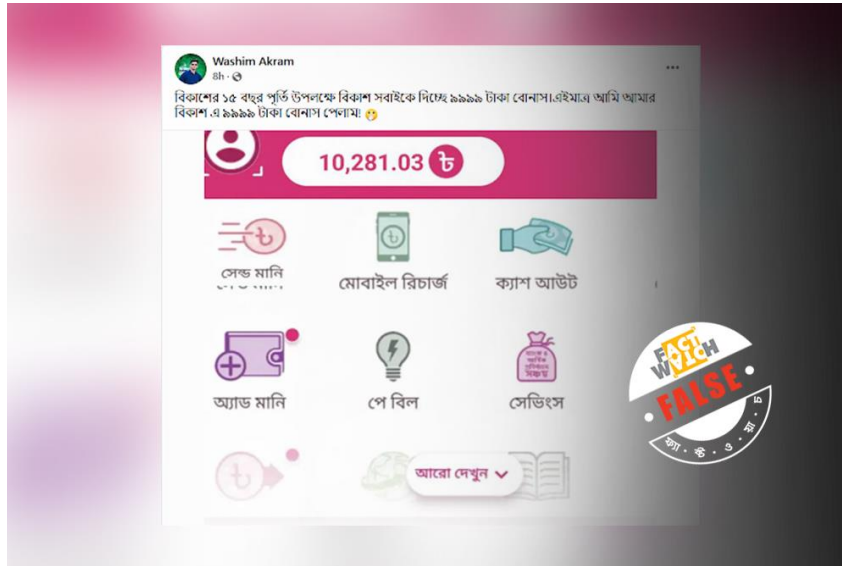 Washim Akram
8h
বিকাশের ১৫ বছর পূর্তি উপলক্ষে বিকাশ সবাইকে দিচ্ছে ৯৯৯৯ টাকা বোনাস।এইমাত্র আমি আমার
বিকাশ এ ৯৯৯৯ টাকা বোনাস পেলাম!
10,281.03 ৳
সেন্ড মানি
মোবাইল রিচার্জ
ক্যাশ আউট
অ্যাড মানি
পে বিল
সেভিংস
আরো দেখুন
FACT
WATCH
FALSE
ফ্যা · ক্ট · ও · য়া · চ